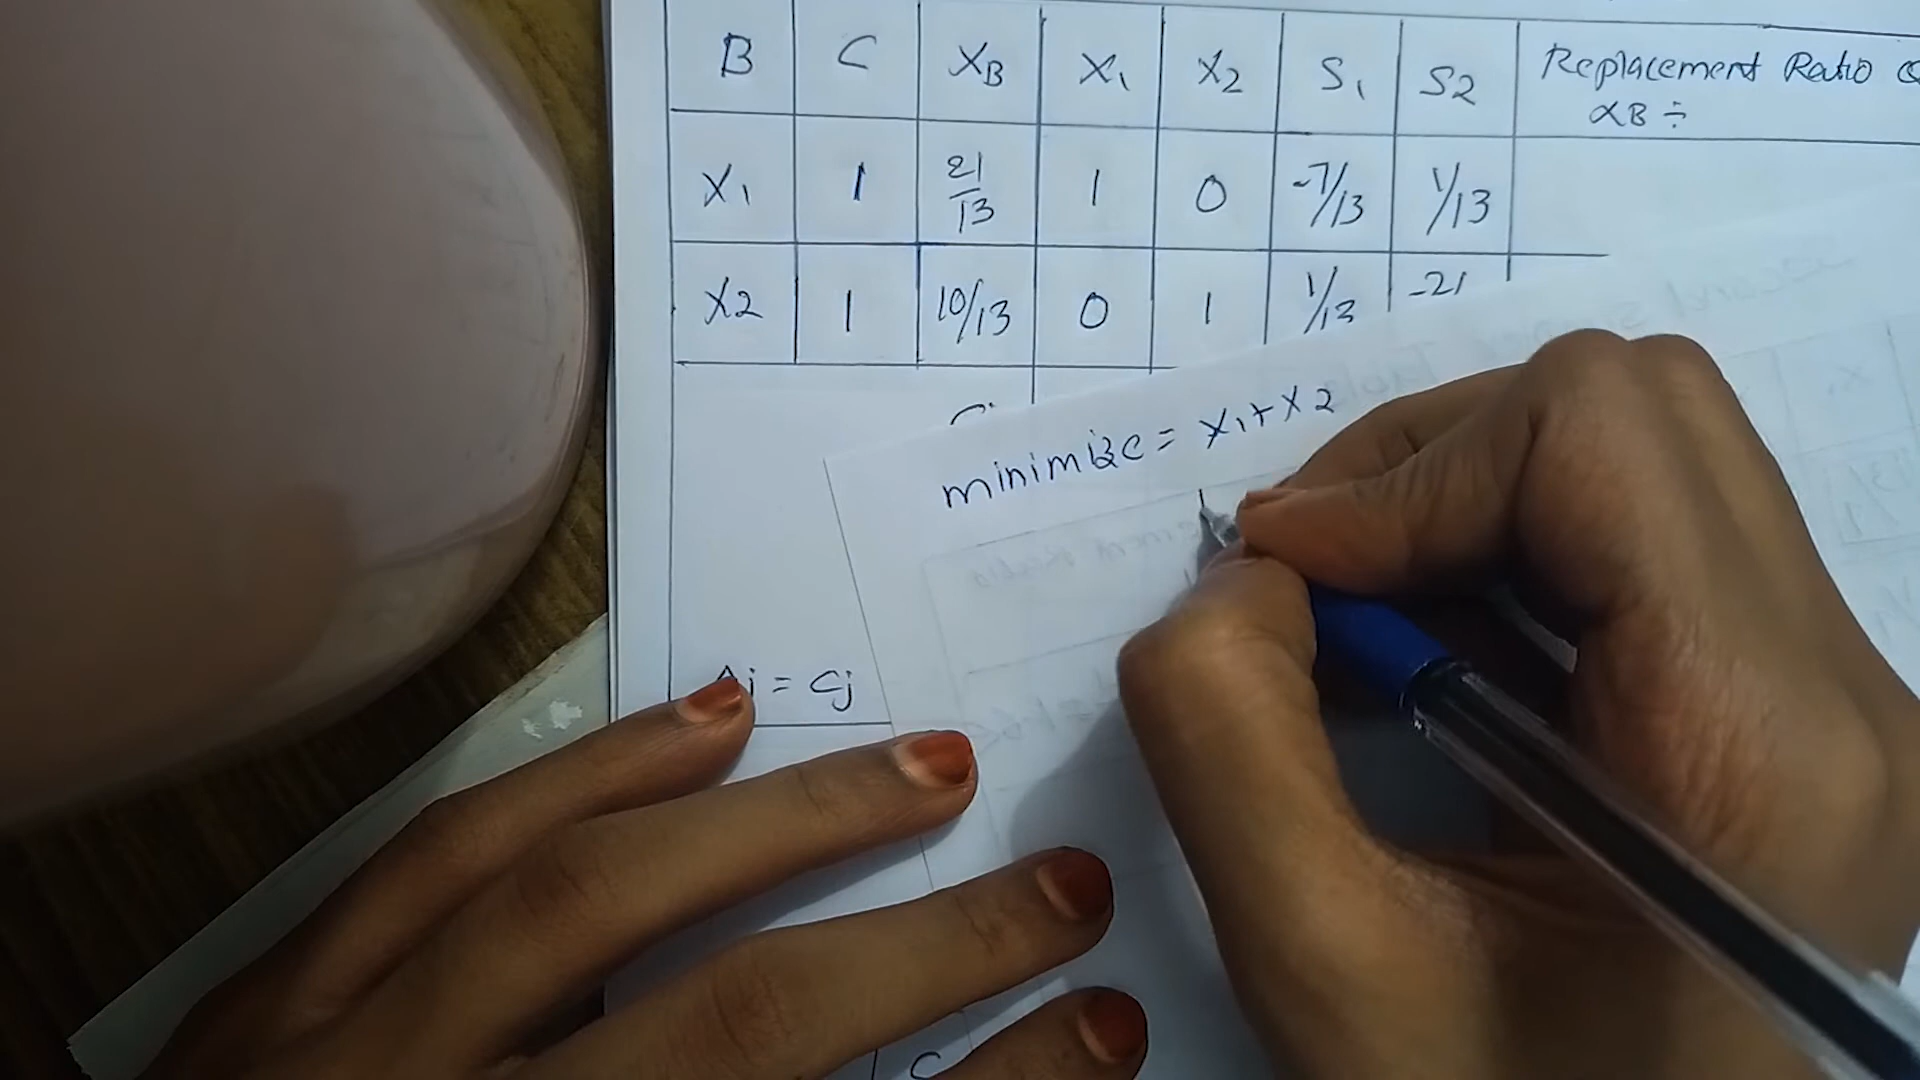 B C XB X1 X2 S1 S2 Replacement Ratio
XB ÷
X1 1 21/13 1 0 -7/13 1/13
X2 1 10/13 0 1 1/13 -21
minimize = X1+X2
Δj = Cj
C